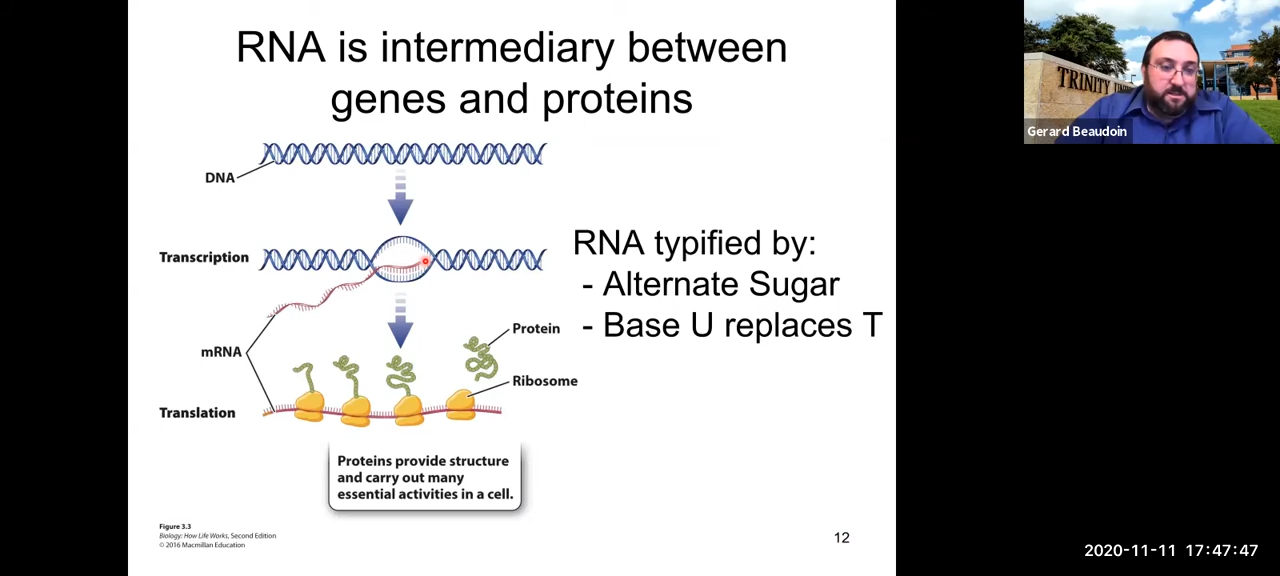 RNA is intermediary between
genes and proteins
DNA
Transcription
RNA typified by:
- Alternate Sugar
- Base U replaces T
mRNA
Protein
Ribosome
Translation
Proteins provide structure
and carry out many
essential activities in a cell.
Figure 3.3
Biology: How Life Works, Second Edition
© 2016 Macmillan Education
12
TRINITY
Gerard Beaudoin
2020-11-11 17:47:47